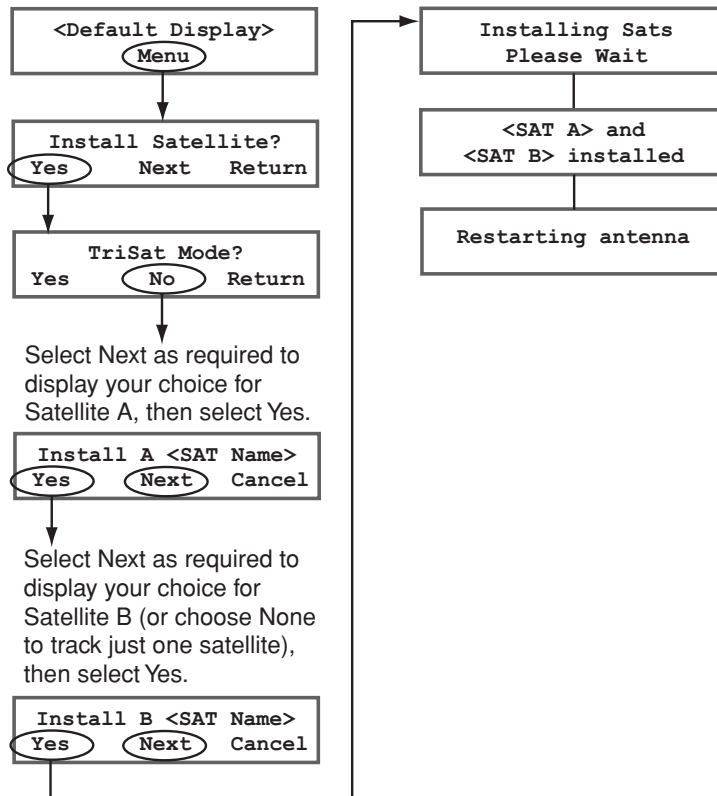 <Default Display>
Menu
Install Satellite?
Yes Next Return
TriSat Mode?
Yes No Return
Select Next as required to
display your choice for
Satellite A, then select Yes.
Install A <SAT Name>
Yes Next Cancel
Select Next as required to
display your choice for
Satellite B (or choose None
to track just one satellite),
then select Yes.
Install B <SAT Name>
Yes Next Cancel
Installing Sats
Please Wait
<SAT A> and
<SAT B> installed
Restarting antenna